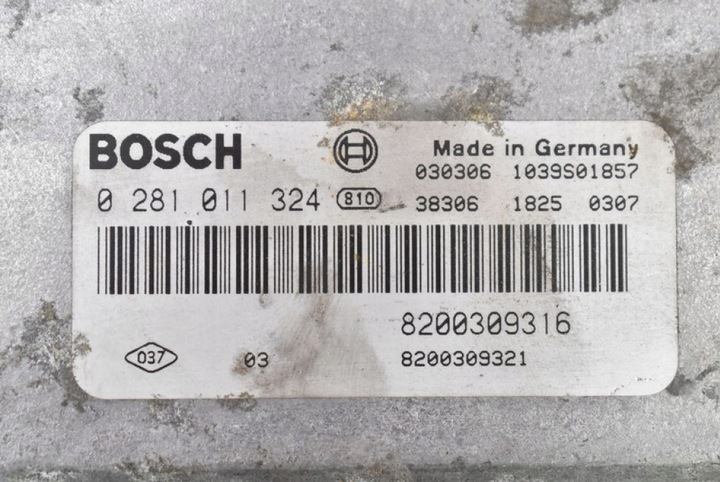 BOSCH
Made in Germany
030306 1039S01857
0 281 011 324 810
38306 1825 0307
8200309316
037 03 8200309321